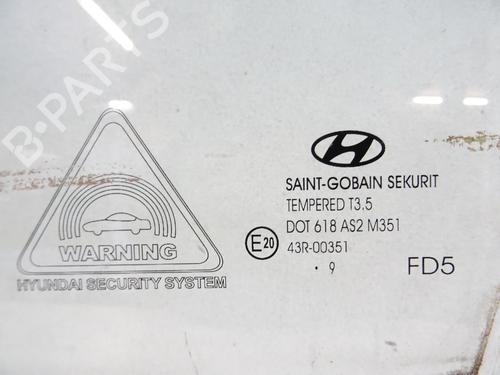 B-PARTS
WARNING
HYUNDAI SECURITY SYSTEM
SAINT-GOBAIN SEKURIT
TEMPERED T3.5
DOT 618 AS2 M351
E20 43R-00351
. 9 FD5